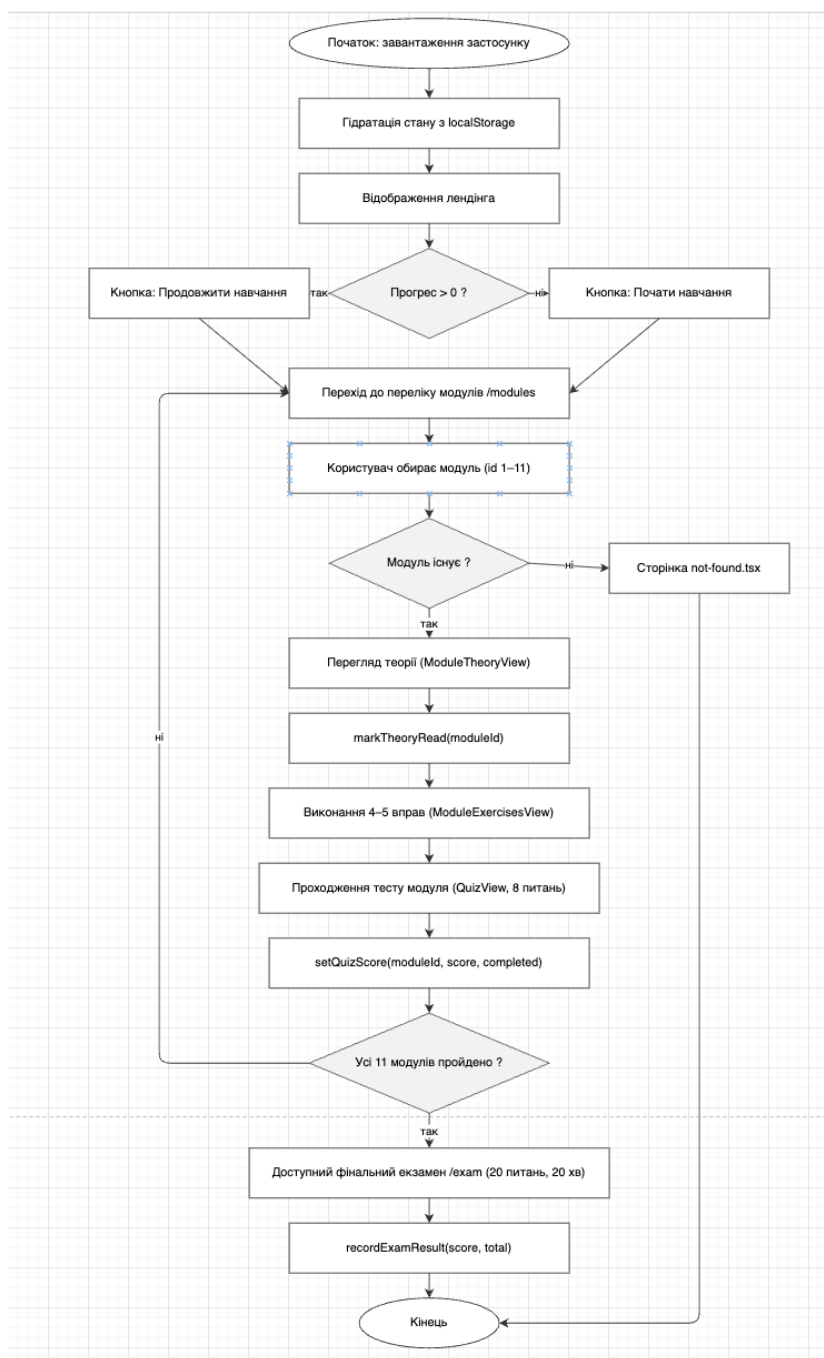 Початок: завантаження застосунку
Гідратація стану з localStorage
Відображення лендінга
Кнопка: Продовжити навчання
так
Прогрес > 0 ?
ні
Кнопка: Почати навчання
Перехід до переліку модулів /modules
Користувач обирає модуль (id 1–11)
Модуль існує ?
ні
Сторінка not-found.tsx
так
Перегляд теорії (ModuleTheoryView)
markTheoryRead(moduleId)
ні
Виконання 4–5 вправ (ModuleExercisesView)
Проходження тесту модуля (QuizView, 8 питань)
setQuizScore(moduleId, score, completed)
Усі 11 модулів пройдено ?
так
Доступний фінальний екзамен /exam (20 питань, 20 хв)
recordExamResult(score, total)
Кінець